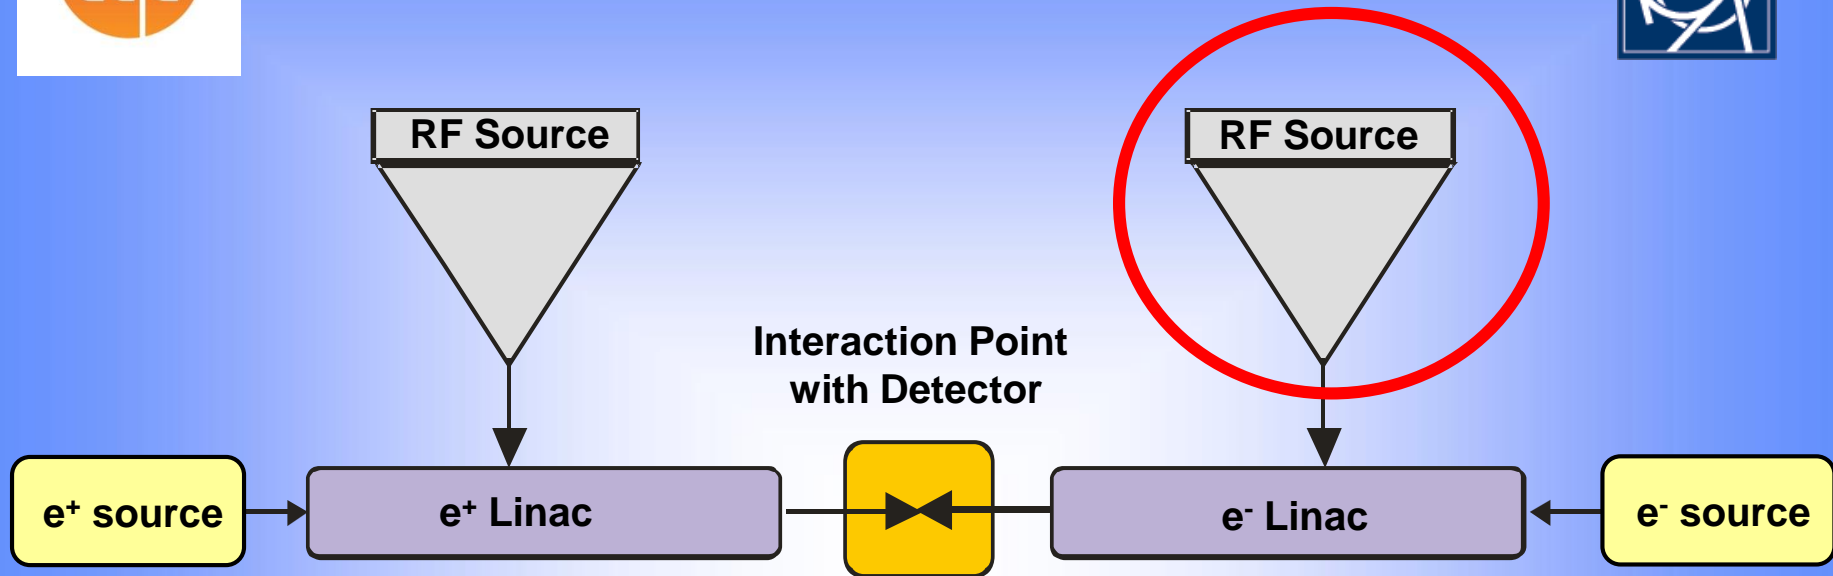 RF Source
RF Source
Interaction Point
with Detector
e⁺ source
e⁺ Linac
e⁻ Linac
e⁻ source